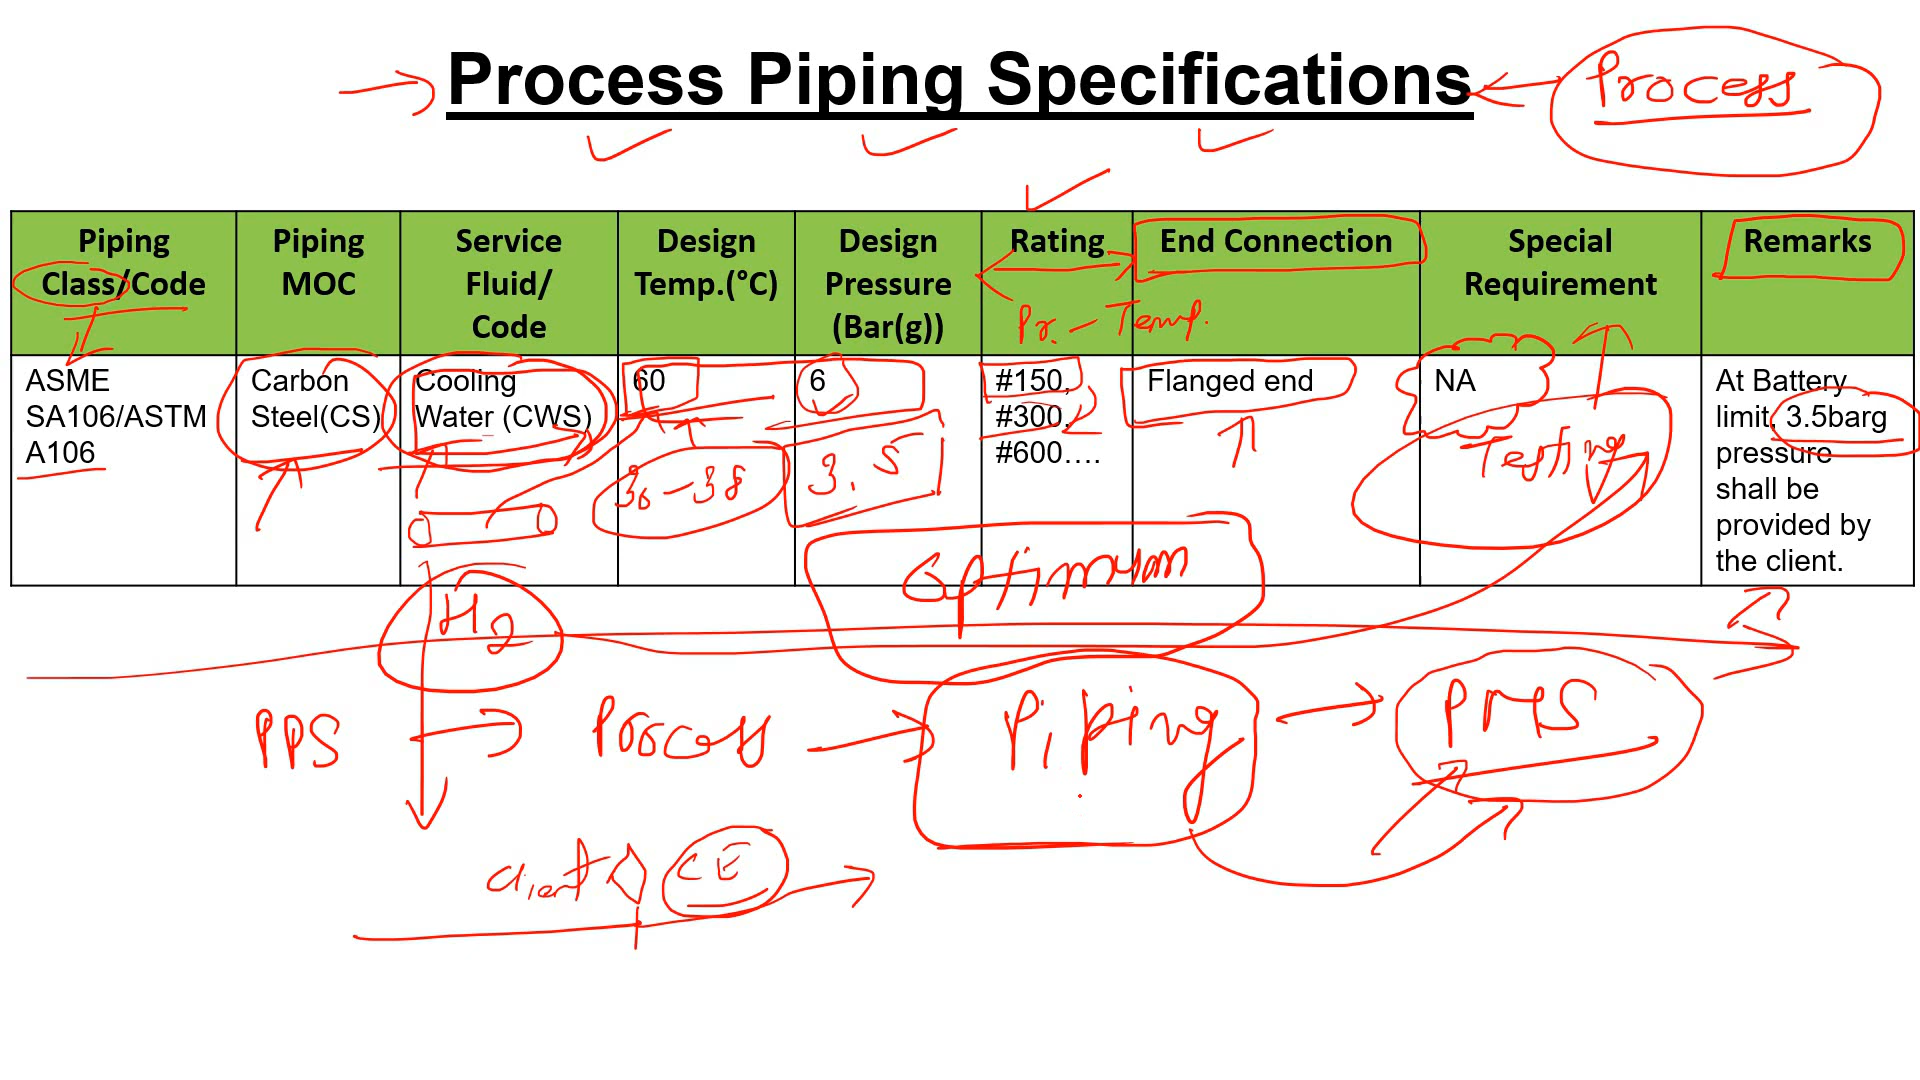 Process Piping Specifications
Process
Piping Class/Code
Piping MOC
Service Fluid/ Code
Design Temp.(°C)
Design Pressure (Bar(g))
Rating
End Connection
Special Requirement
Remarks
Pr. - Temp.
ASME
SA106/ASTM
A106
Carbon
Steel(CS)
Cooling
Water (CWS)
60
6
#150,
#300,
#600....
Flanged end
NA
At Battery
limit, 3.5barg
pressure
shall be
provided by
the client.
30-38
3.5
Testing
Optimum
H2
PPS
Process
Piping
PMS
Client
CE